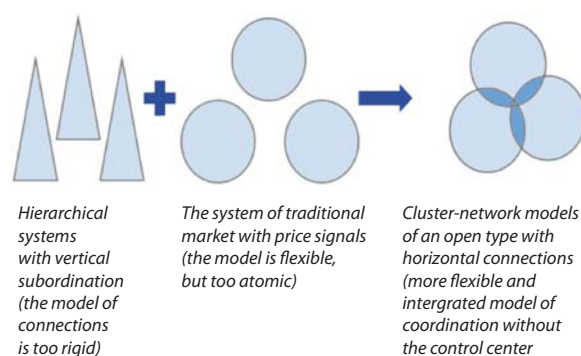 Hierarchical
systems
with vertical
subordination
(the model of
connections
is too rigid)
The system of traditional
market with price signals
(the model is flexible,
but too atomic)
Cluster-network models
of an open type with
horizontal connections
(more flexible and
intergrated model of
coordination without
the control center